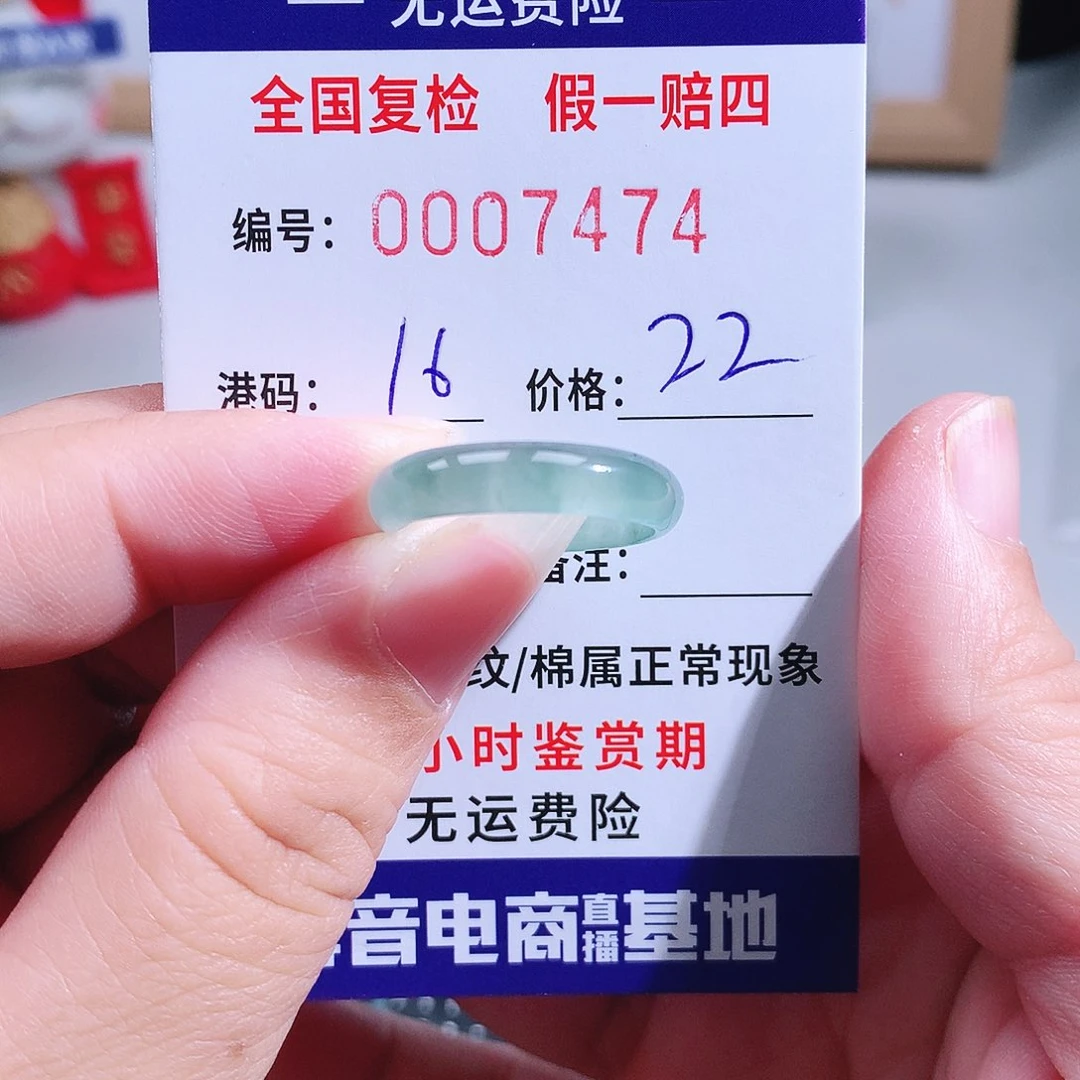 无运费险
全国复检 假一赔四
编号：0007474
港码：16 价格：22
备注：
纹/棉属正常现象
小时鉴赏期
无运费险
音电商直播基地